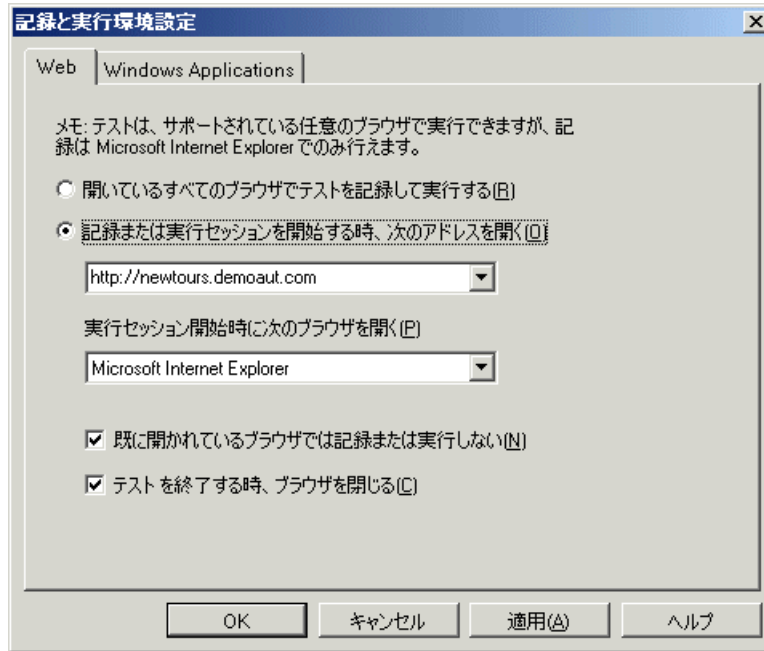 記録と実行環境設定
Web
Windows Applications
メモ: テストは、サポートされている任意のブラウザで実行できますが、記
録は Microsoft Internet Explorer でのみ行えます。
開いているすべてのブラウザでテストを記録して実行する(R)
記録または実行セッションを開始する時、次のアドレスを開く(O)
http://newtours.demoaut.com
実行セッション開始時に次のブラウザを開く(P)
Microsoft Internet Explorer
既に開かれているブラウザでは記録または実行しない(N)
テスト を終了する時、ブラウザを閉じる(C)
OK
キャンセル
適用(A)
ヘルプ